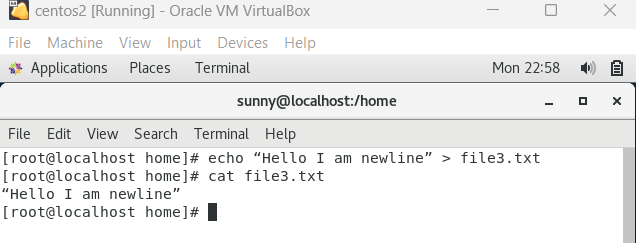 centos2 [Running] - Oracle VM VirtualBox
File Machine View Input Devices Help
Applications Places Terminal Mon 22:58
sunny@localhost:/home
File Edit View Search Terminal Help
[root@localhost home]# echo “Hello I am newline” > file3.txt
[root@localhost home]# cat file3.txt
“Hello I am newline”
[root@localhost home]#